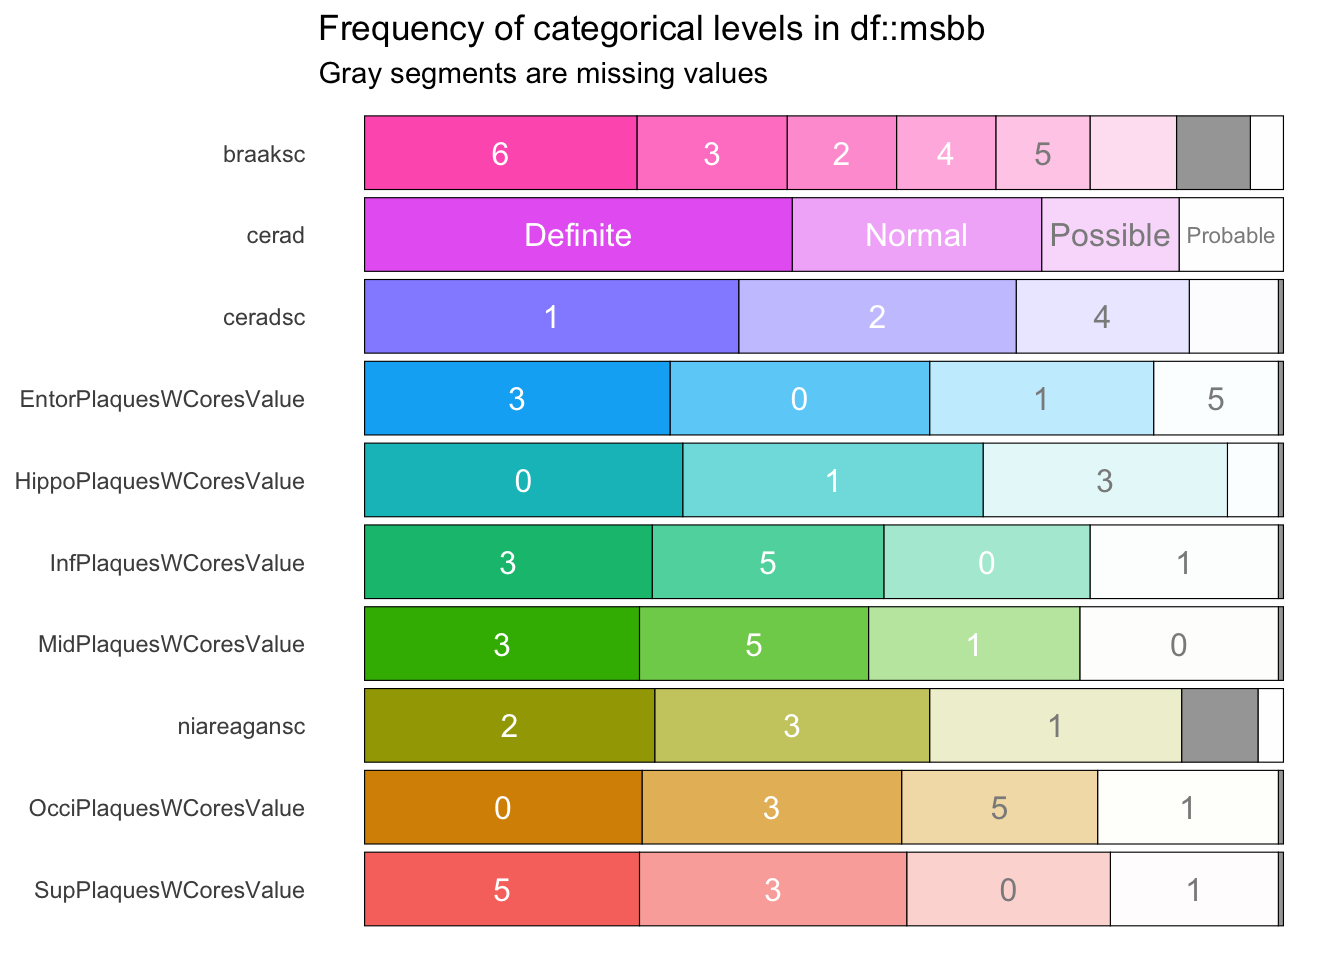 Frequency of categorical levels in df::msbb
Gray segments are missing values
braaksc 6 3 2 4 5
cerad Definite Normal Possible Probable
ceradsc 1 2 4
EntorPlaquesWCoresValue 3 0 1 5
HippoPlaquesWCoresValue 0 1 3
InfPlaquesWCoresValue 3 5 0 1
MidPlaquesWCoresValue 3 5 1 0
niareagansc 2 3 1
OcciPlaquesWCoresValue 0 3 5 1
SupPlaquesWCoresValue 5 3 0 1